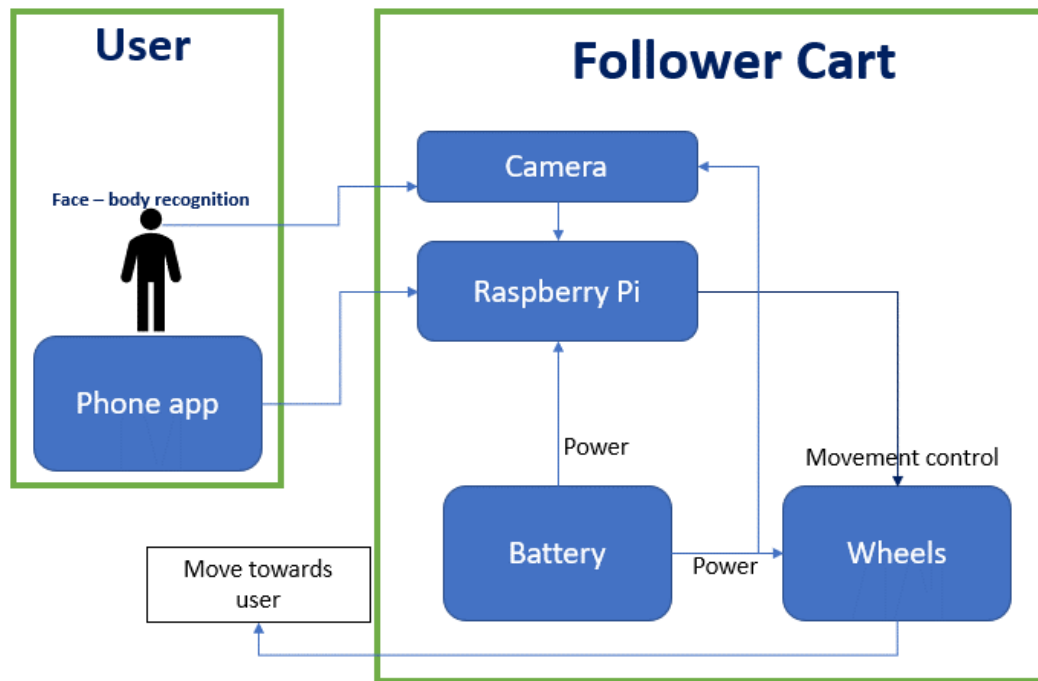 User
Follower Cart
Camera
Face – body recognition
Raspberry Pi
Phone app
Power
Movement control
Battery
Power
Wheels
Move towards
user